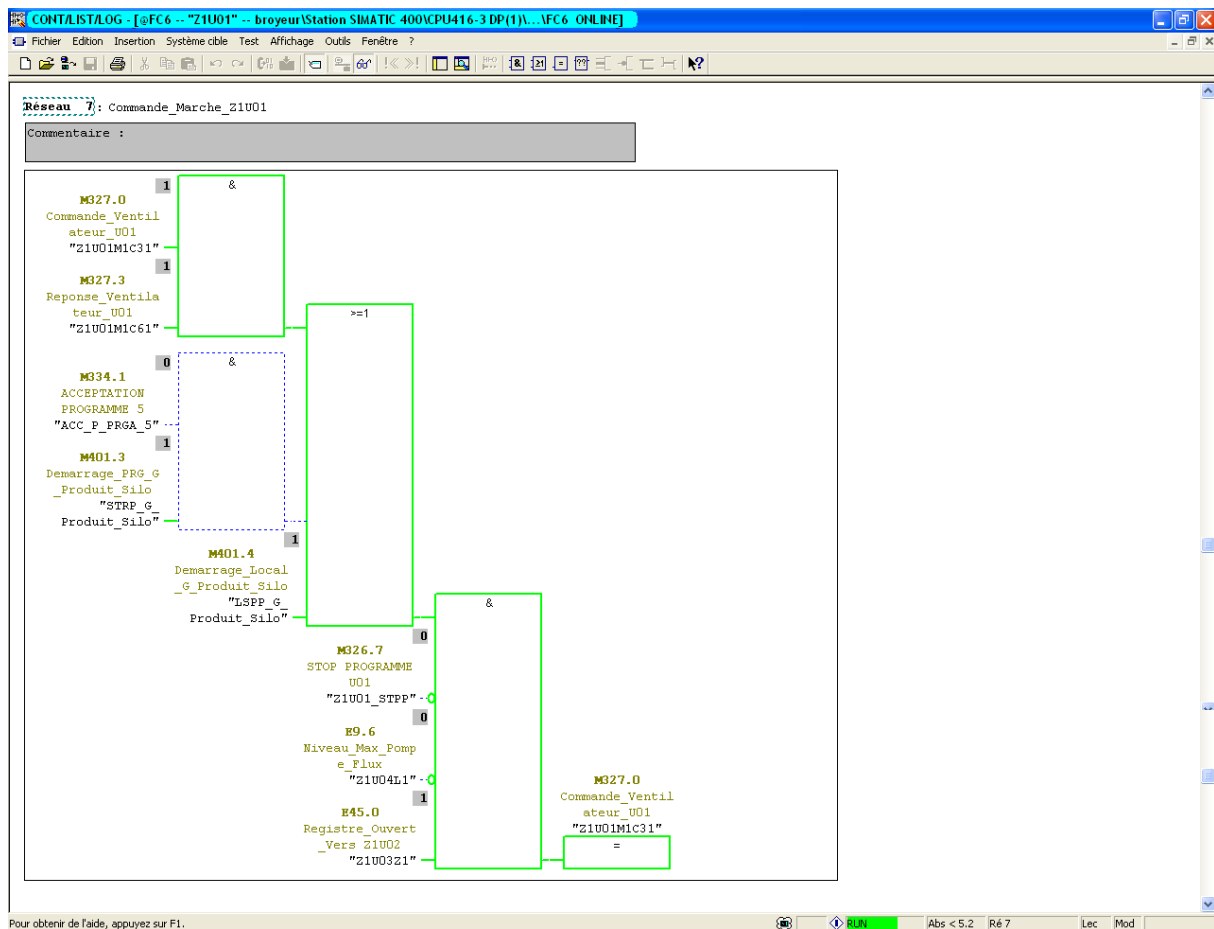 CONT/LIST/LOG - [@FC6 -- "Z1U01" -- broyeur\Station SIMATIC 400\CPU416-3 DP(1)\...\FC6 ONLINE]
Fichier Edition Insertion Système cible Test Affichage Outils Fenêtre ?
Réseau 7 : Commande_Marche_Z1U01
Commentaire :
1
&
M327.0
Commande_Ventil
ateur_U01
"Z1U01M1C31"
1
M327.3
Reponse_Ventila
teur_U01
"Z1U01M1C61"
>=1
0
&
M334.1
ACCEPTATION
PROGRAMME 5
"ACC_P_PRGA_5"
1
M401.3
Demarrage_PRG_G
_Produit_Silo
"STRP_G_
Produit_Silo"
1
M401.4
Demarrage_Local
_G_Produit_Silo
"LSPP_G_
Produit_Silo"
&
0
M326.7
STOP PROGRAMME
U01
"Z1U01_STPP"
0
E9.6
Niveau_Max_Pomp
e_Flux
"Z1U04L1"
1
E45.0
Registre_Ouvert
_Vers Z1U02
"Z1U03Z1"
M327.0
Commande_Ventil
ateur_U01
"Z1U01M1C31"
=
Pour obtenir de l'aide, appuyez sur F1.
RUN
Abs < 5.2
Ré 7
Lec
Mod